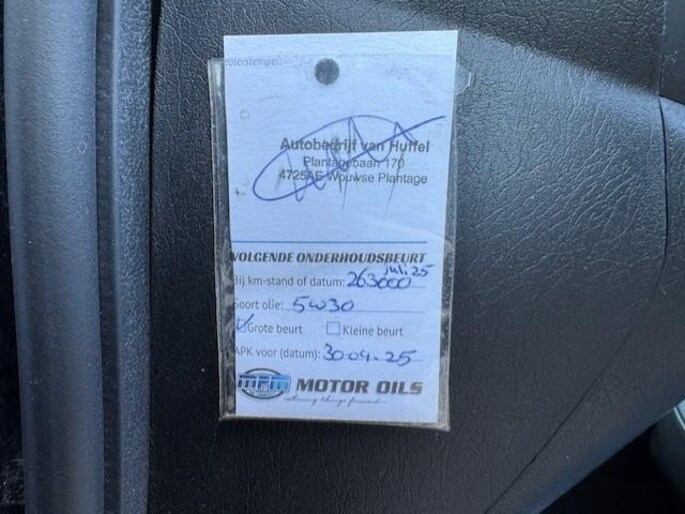 Autobedrijf van Huffel
Plantagebaan 170
4725AE Wouwse Plantage
VOLGENDE ONDERHOUDSBEURT
juli 25
Bij km-stand of datum: 263000
Soort olie: 5W30
Grote beurt Kleine beurt
APK voor (datum): 30-04-25
mpm MOTOR OILS